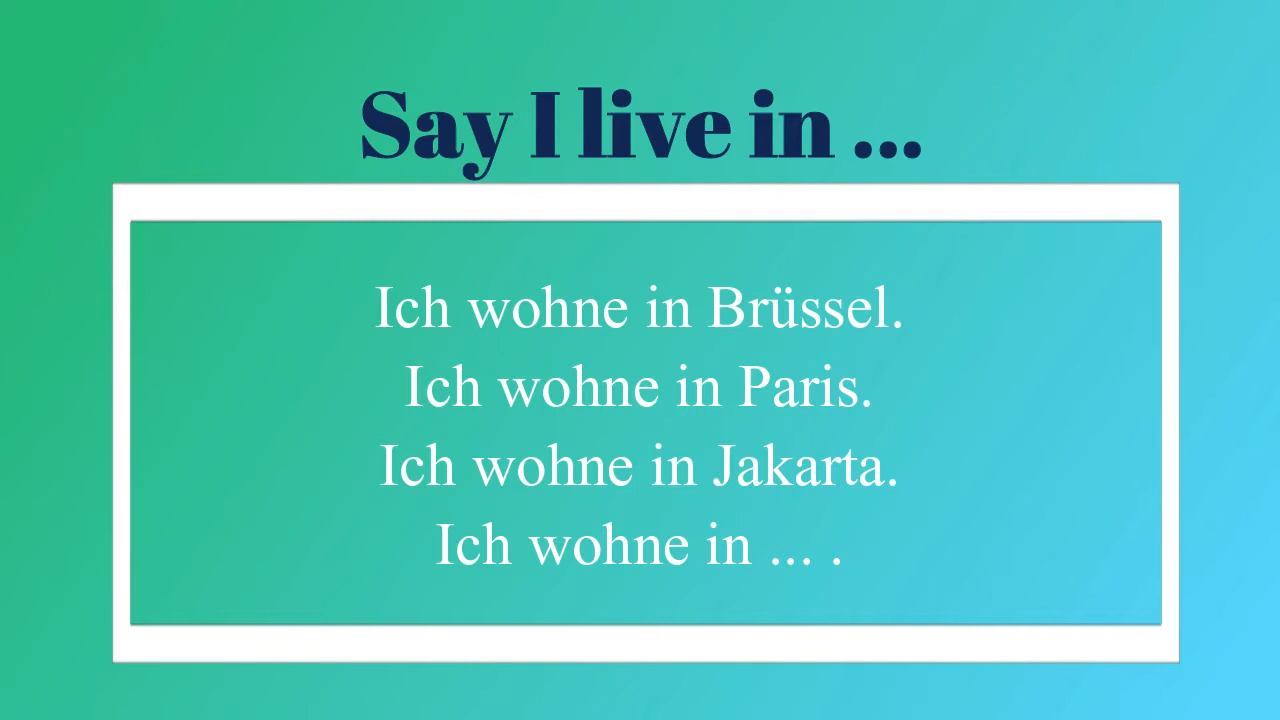 Say I live in ...
Ich wohne in Brüssel.
Ich wohne in Paris.
Ich wohne in Jakarta.
Ich wohne in ... .